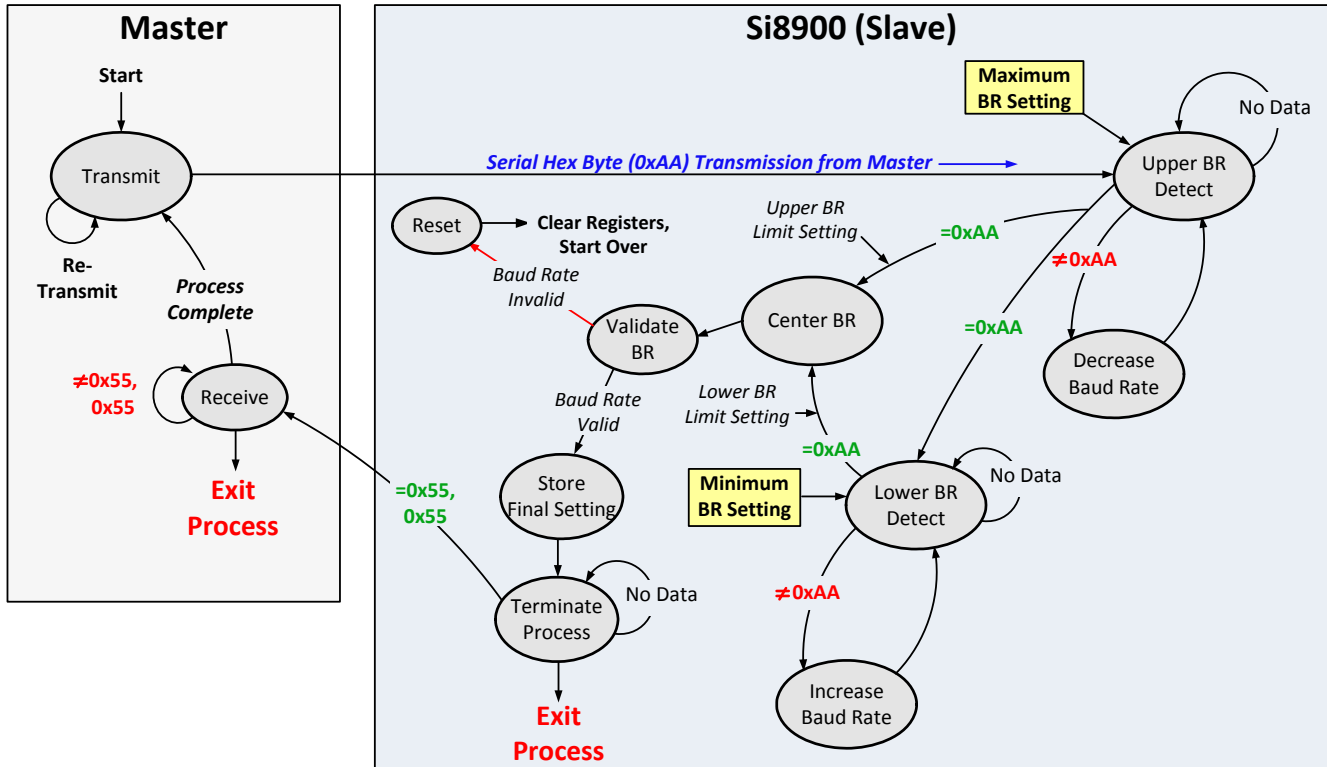 Master
Start
Transmit
Re-
Transmit
Process
Complete
≠0x55,
0x55
Receive
Exit
Process
Si8900 (Slave)
Maximum
BR Setting
No Data
Serial Hex Byte (0xAA) Transmission from Master
Upper BR
Detect
Reset
Clear Registers,
Start Over
Upper BR
Limit Setting
=0xAA
≠0xAA
Baud Rate
Invalid
Center BR
Validate
BR
=0xAA
Decrease
Baud Rate
Baud Rate
Valid
Lower BR
Limit Setting
=0xAA
Minimum
BR Setting
Lower BR
Detect
No Data
Store
Final Setting
=0x55,
0x55
≠0xAA
No Data
Terminate
Process
Increase
Baud Rate
Exit
Process